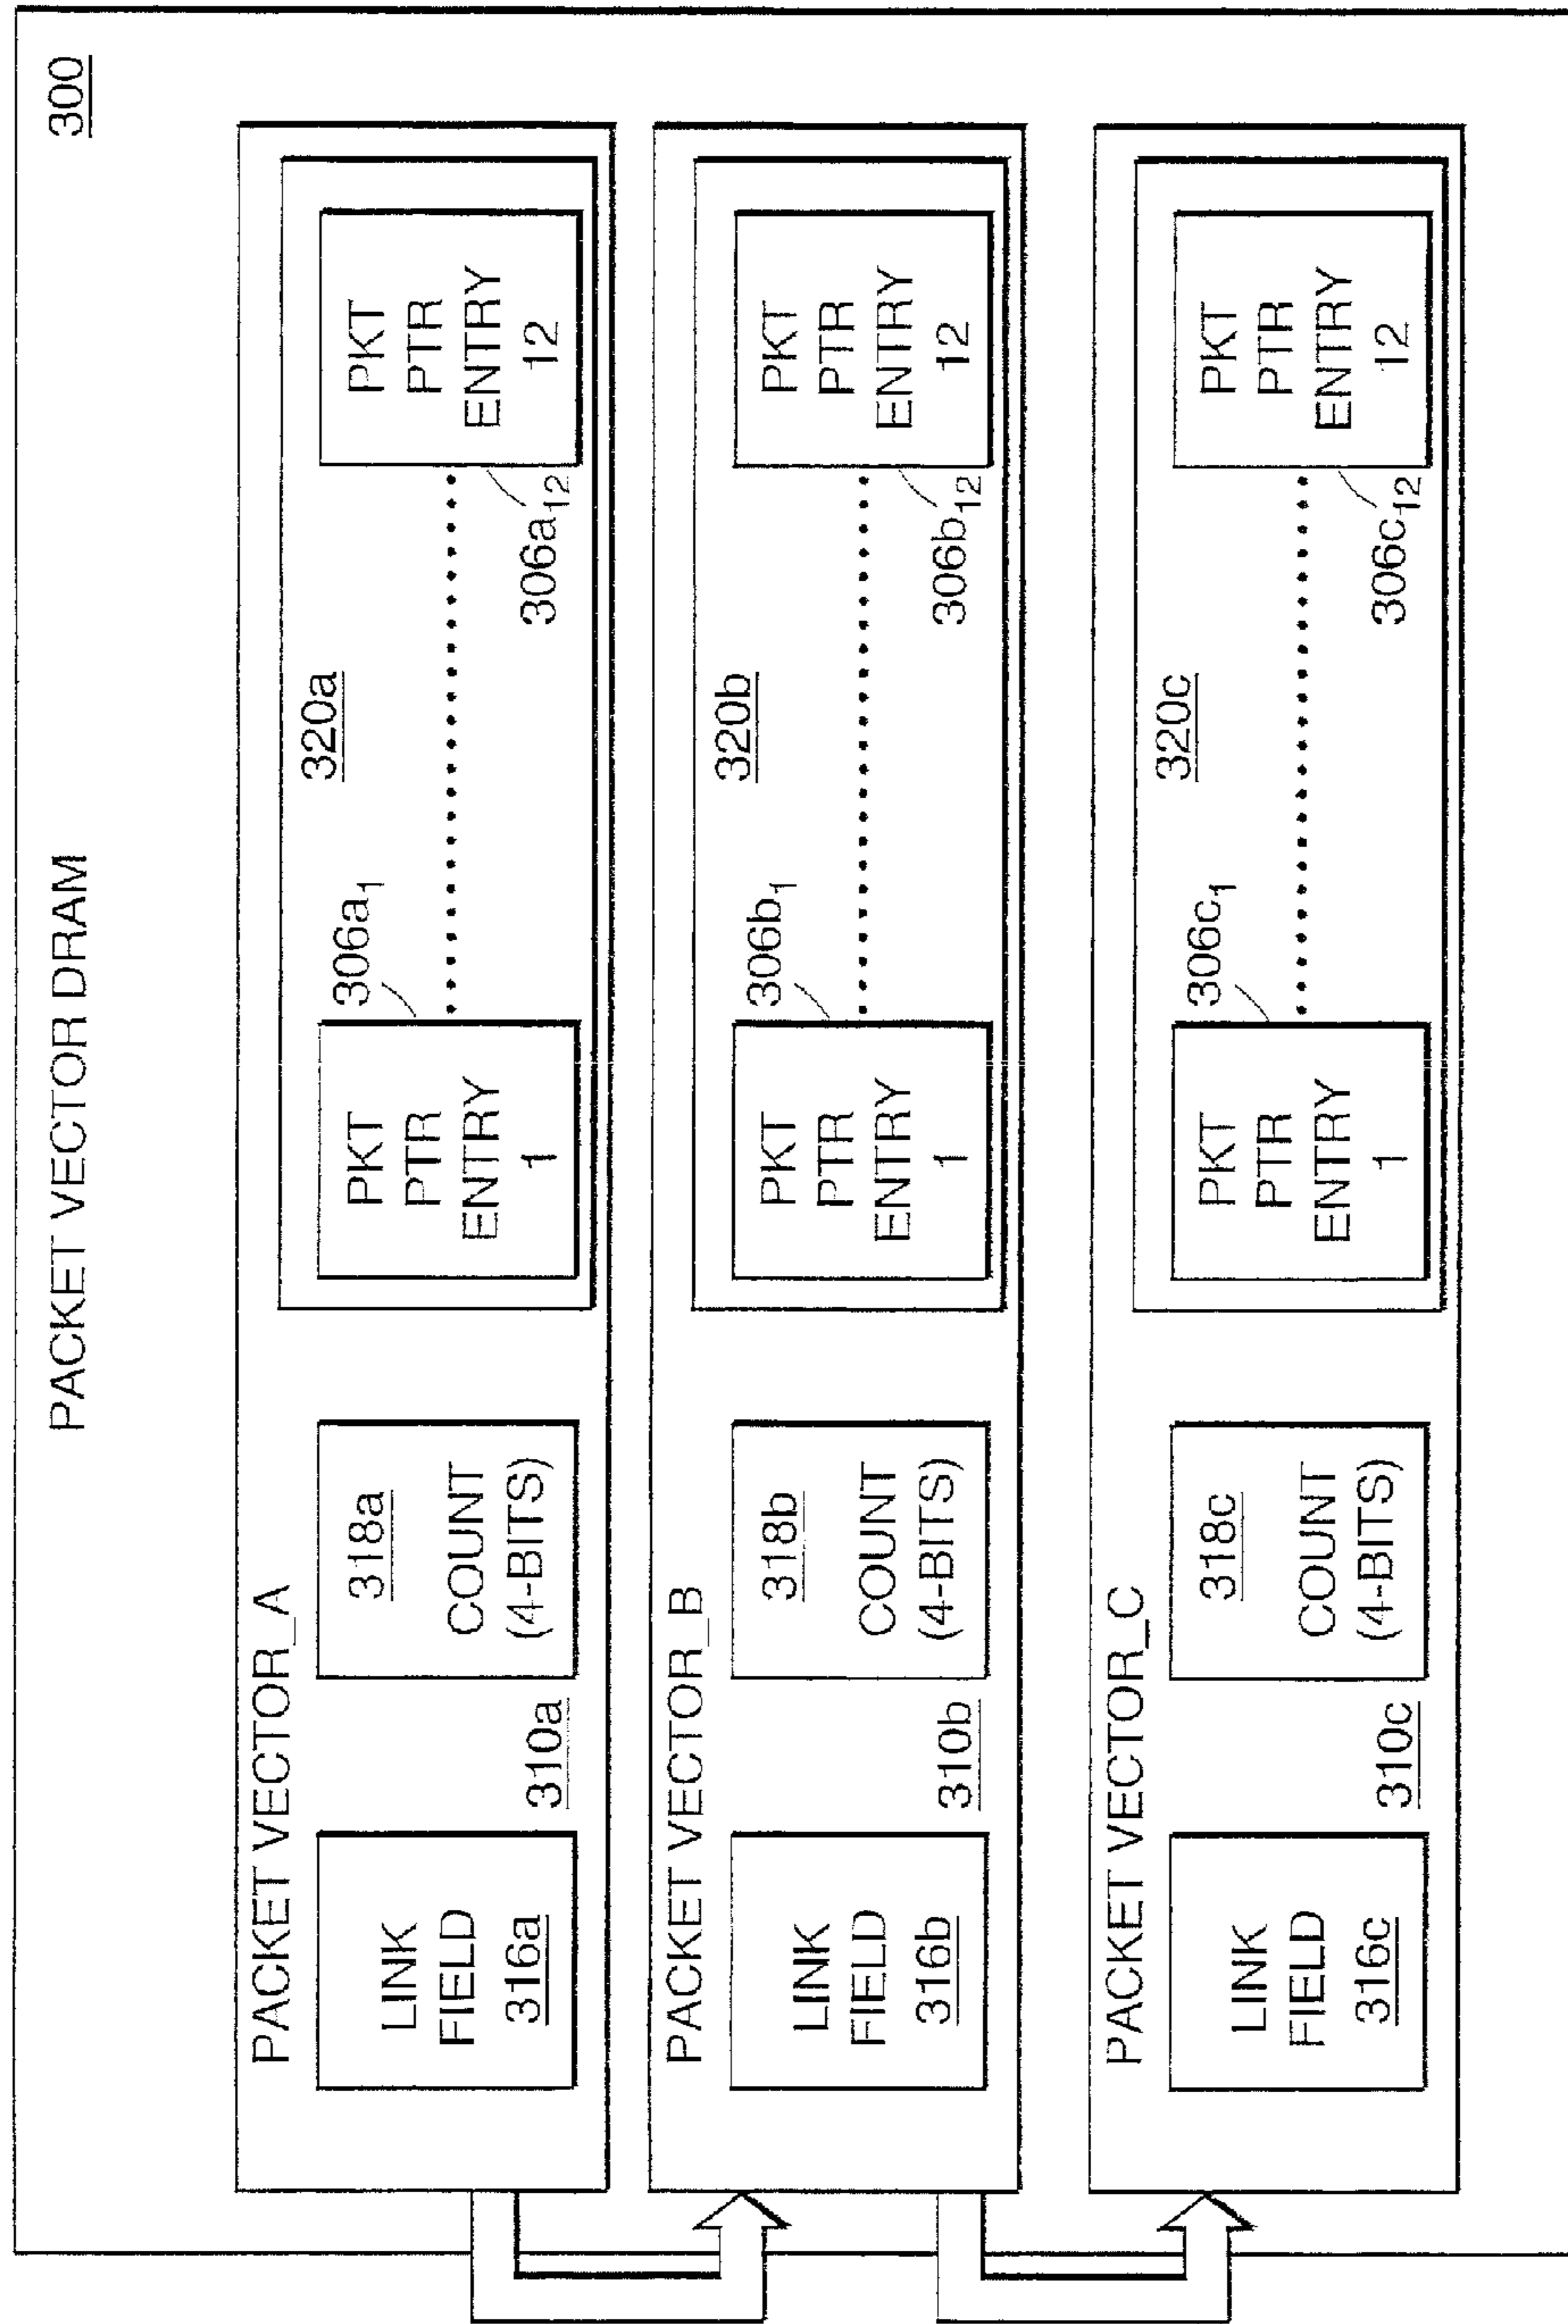 PACKET VECTOR DRAM
300
PACKET VECTOR_A
LINK
FIELD
316a
310a
318a
COUNT
(4-BITS)
320a
306a1
PKT
PTR
ENTRY
1
306a12
PKT
PTR
ENTRY
12
PACKET VECTOR_B
LINK
FIELD
316b
310b
318b
COUNT
(4-BITS)
320b
306b1
PKT
PTR
ENTRY
1
306b12
PKT
PTR
ENTRY
12
PACKET VECTOR_C
LINK
FIELD
316c
310c
318c
COUNT
(4-BITS)
320c
306c1
PKT
PTR
ENTRY
1
306c12
PKT
PTR
ENTRY
12